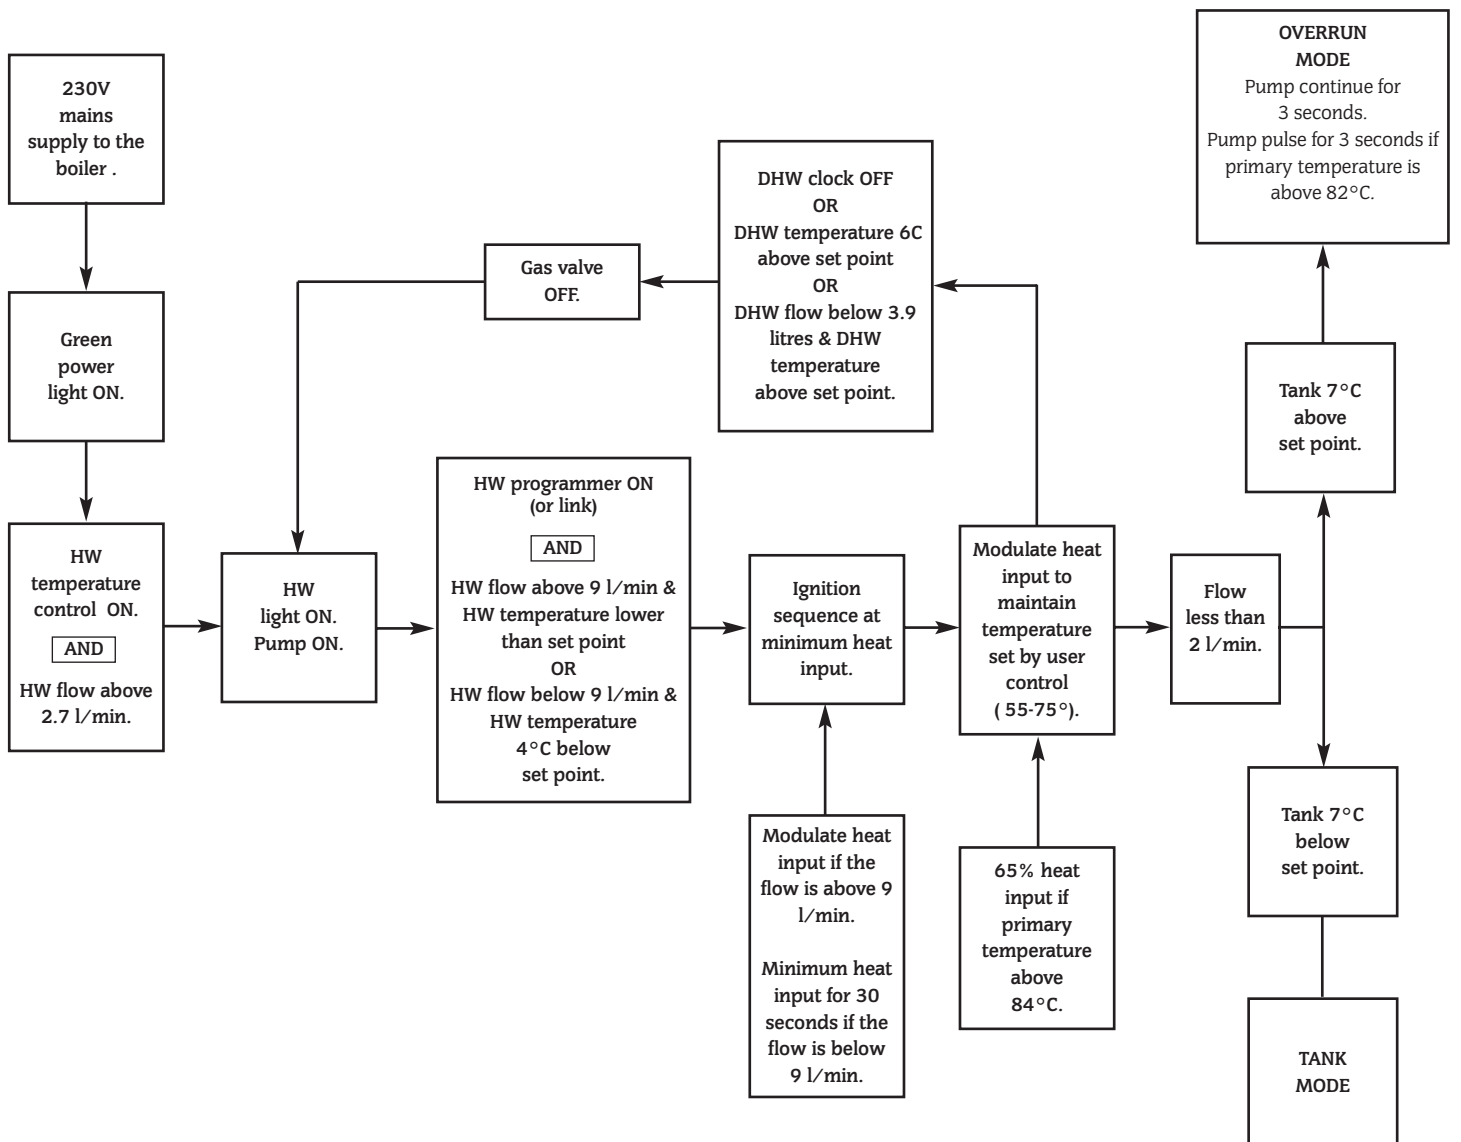 230V
mains
supply to the
boiler .
Green
power
light ON.
HW
temperature
control ON.
AND
HW flow above
2.7 l/min.
HW
light ON.
Pump ON.
Gas valve
OFF.
DHW clock OFF
OR
DHW temperature 6C
above set point
OR
DHW flow below 3.9
litres & DHW
temperature
above set point.
HW programmer ON
(or link)
AND
HW flow above 9 l/min &
HW temperature lower
than set point
OR
HW flow below 9 l/min &
HW temperature
4°C below
set point.
Ignition
sequence at
minimum heat
input.
Modulate heat
input if the
flow is above 9
l/min.
Minimum heat
input for 30
seconds if the
flow is below
9 l/min.
Modulate heat
input to
maintain
temperature
set by user
control
( 55-75°).
65% heat
input if
primary
temperature
above
84°C.
Flow
less than
2 l/min.
OVERRUN
MODE
Pump continue for
3 seconds.
Pump pulse for 3 seconds if
primary temperature is
above 82°C.
Tank 7°C
above
set point.
Tank 7°C
below
set point.
TANK
MODE